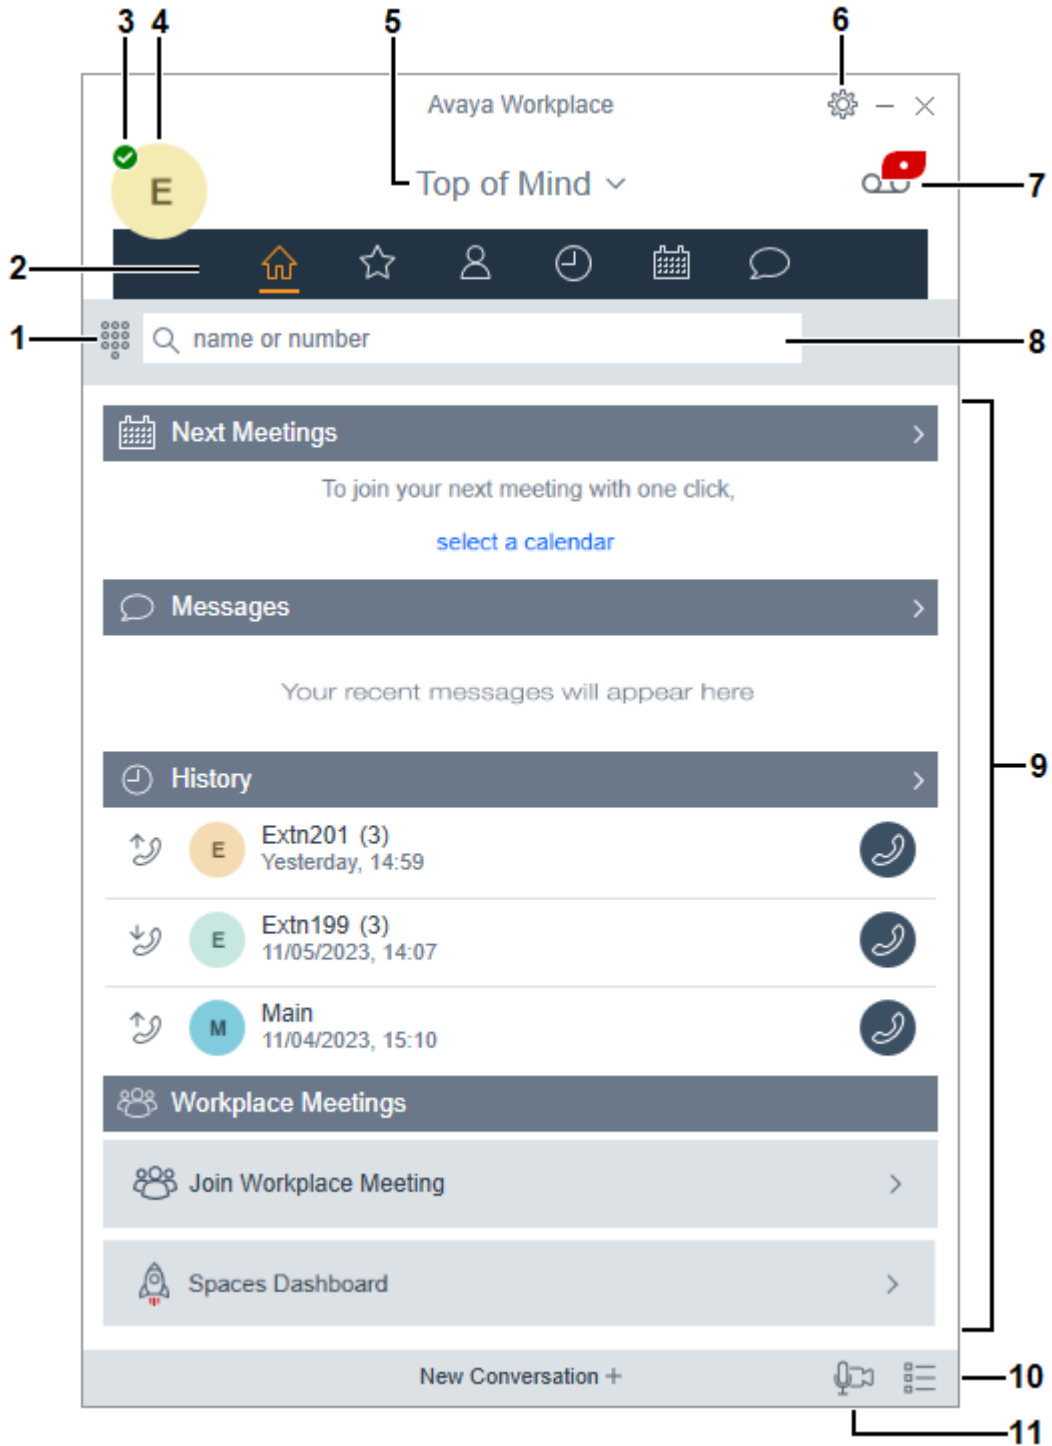 3 4 5 6
Avaya Workplace
E
Top of Mind
7
2
1
name or number
8
Next Meetings
To join your next meeting with one click,
select a calendar
Messages
Your recent messages will appear here
9
History
E
Extn201 (3)
Yesterday, 14:59
E
Extn199 (3)
11/05/2023, 14:07
M
Main
11/04/2023, 15:10
Workplace Meetings
Join Workplace Meeting
Spaces Dashboard
New Conversation +
10
11